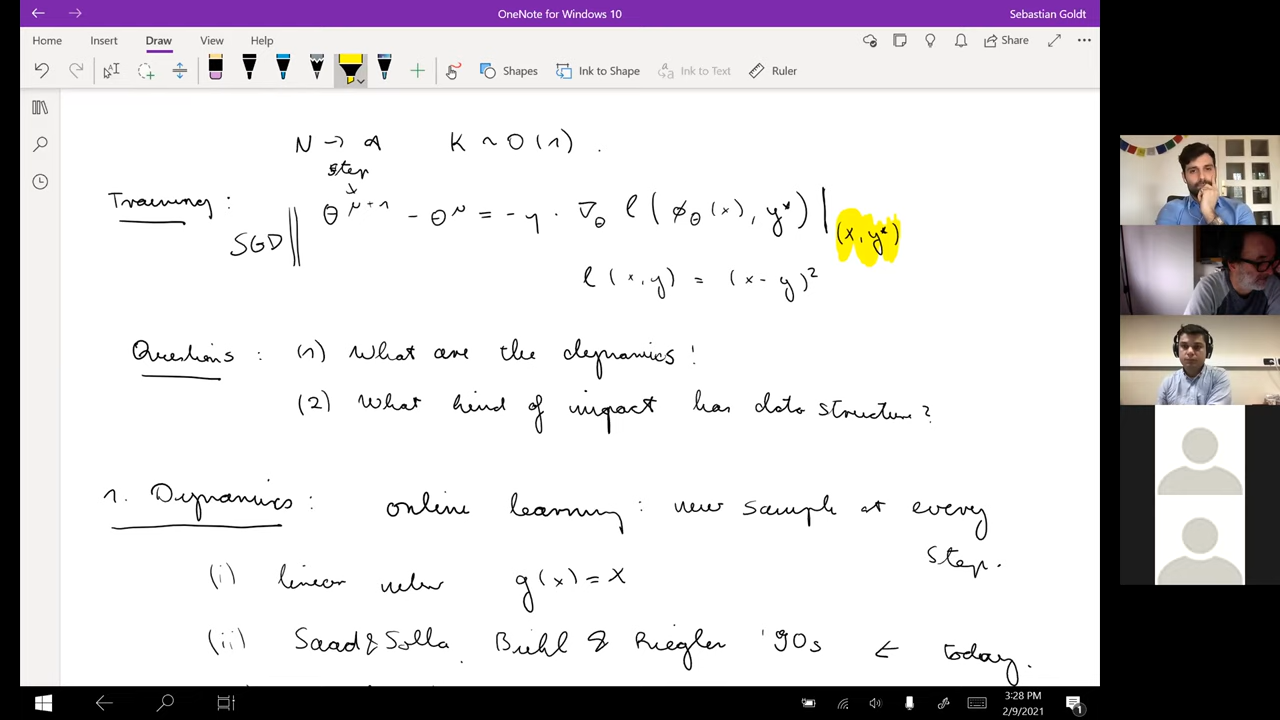 OneNote for Windows 10
Sebastian Goldt
Home Insert Draw View Help
Share
Shapes Ink to Shape Ink to Text Ruler
N → ∞ K ~ O(1).
step
Training:
SGD θ^{μ+1} - θ^μ = -η · ∇_θ ℓ(ϕ_θ(x), y*)|_{(x, y*)}
ℓ(x, y) = (x - y)²
Questions: (1) What are the dynamics?
(2) What kind of impact has data structure?
1. Dynamics: online learning: new sample at every
step.
(i) linear g(x) = x
(ii) Saad & Solla Biehl & Riegler '90s ← today.
3:28 PM
2/9/2021
1